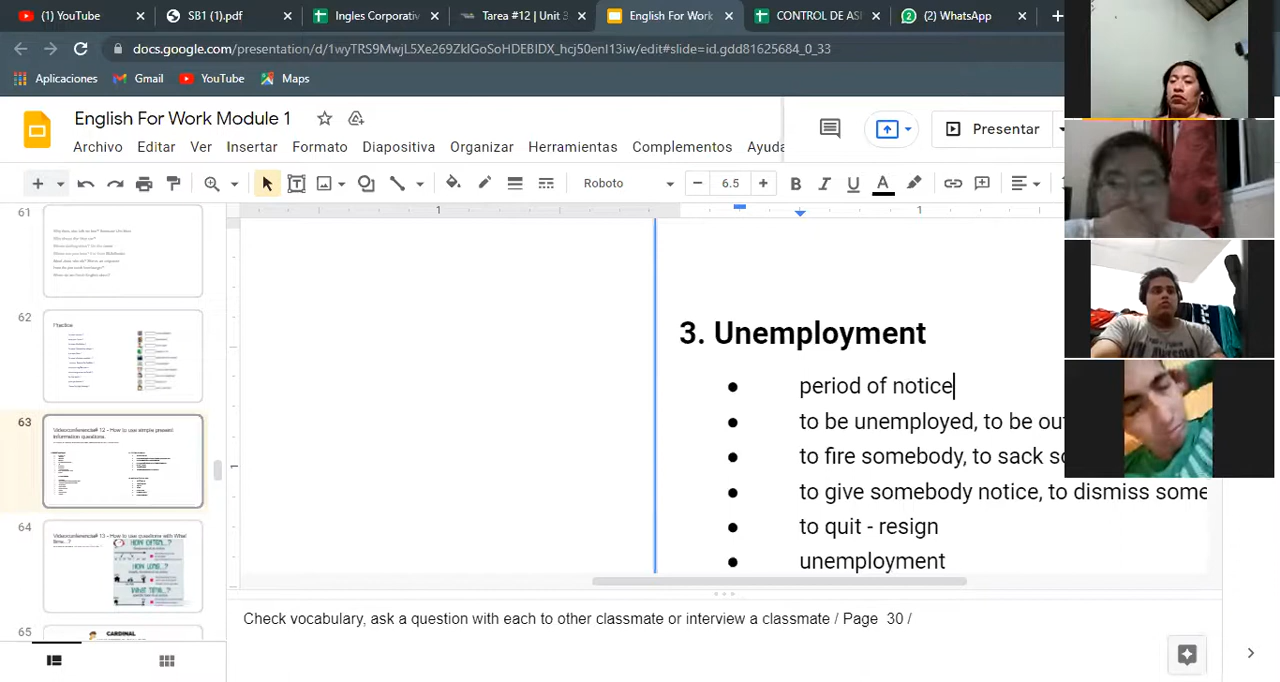 (1) YouTube
SB1 (1).pdf
Ingles Corporativ
Tarea #12 | Unit 3
English For Work
CONTROL DE ASI
(2) WhatsApp
docs.google.com/presentation/d/1wyTRS9MwjL5Xe269ZklGoSoHDEBIDX_hcj50enl13iw/edit#slide=id.gdd81625684_0_33
Aplicaciones
Gmail
YouTube
Maps
English For Work Module 1
Presentar
Archivo Editar Ver Insertar Formato Diapositiva Organizar Herramientas Complementos Ayuda
Roboto
6.5
1
1
61
62
Practice
63
Videoconferencia# 12 - How to use simple present
information questions.
64
Videoconferencia# 13 - How to use questions with What
time...?
HOW OFTEN...?
HOW LONG...?
WHAT TIME...?
65
CARDINAL
3. Unemployment
● period of notice
● to be unemployed, to be out
● to fire somebody, to sack so
● to give somebody notice, to dismiss some
● to quit - resign
● unemployment
Check vocabulary, ask a question with each to other classmate or interview a classmate / Page 30 /